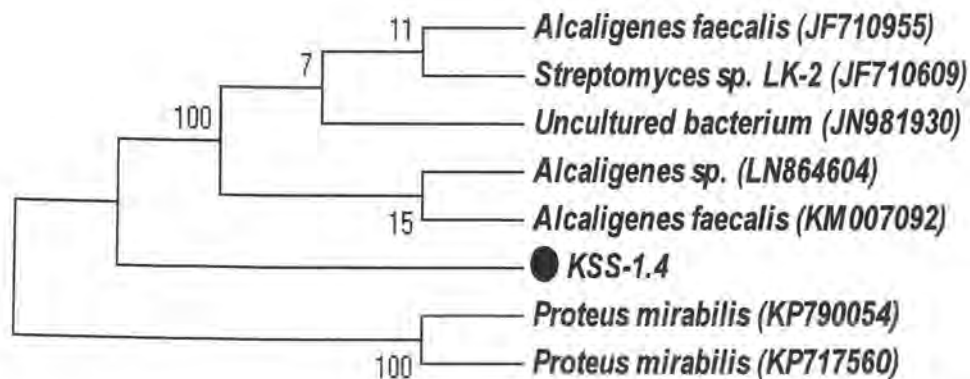 11
Alcaligenes faecalis (JF710955)
7
Streptomyces sp. LK-2 (JF710609)
100
Uncultured bacterium (JN981930)
Alcaligenes sp. (LN864604)
15
Alcaligenes faecalis (KM007092)
KSS-1.4
Proteus mirabilis (KP790054)
100
Proteus mirabilis (KP717560)